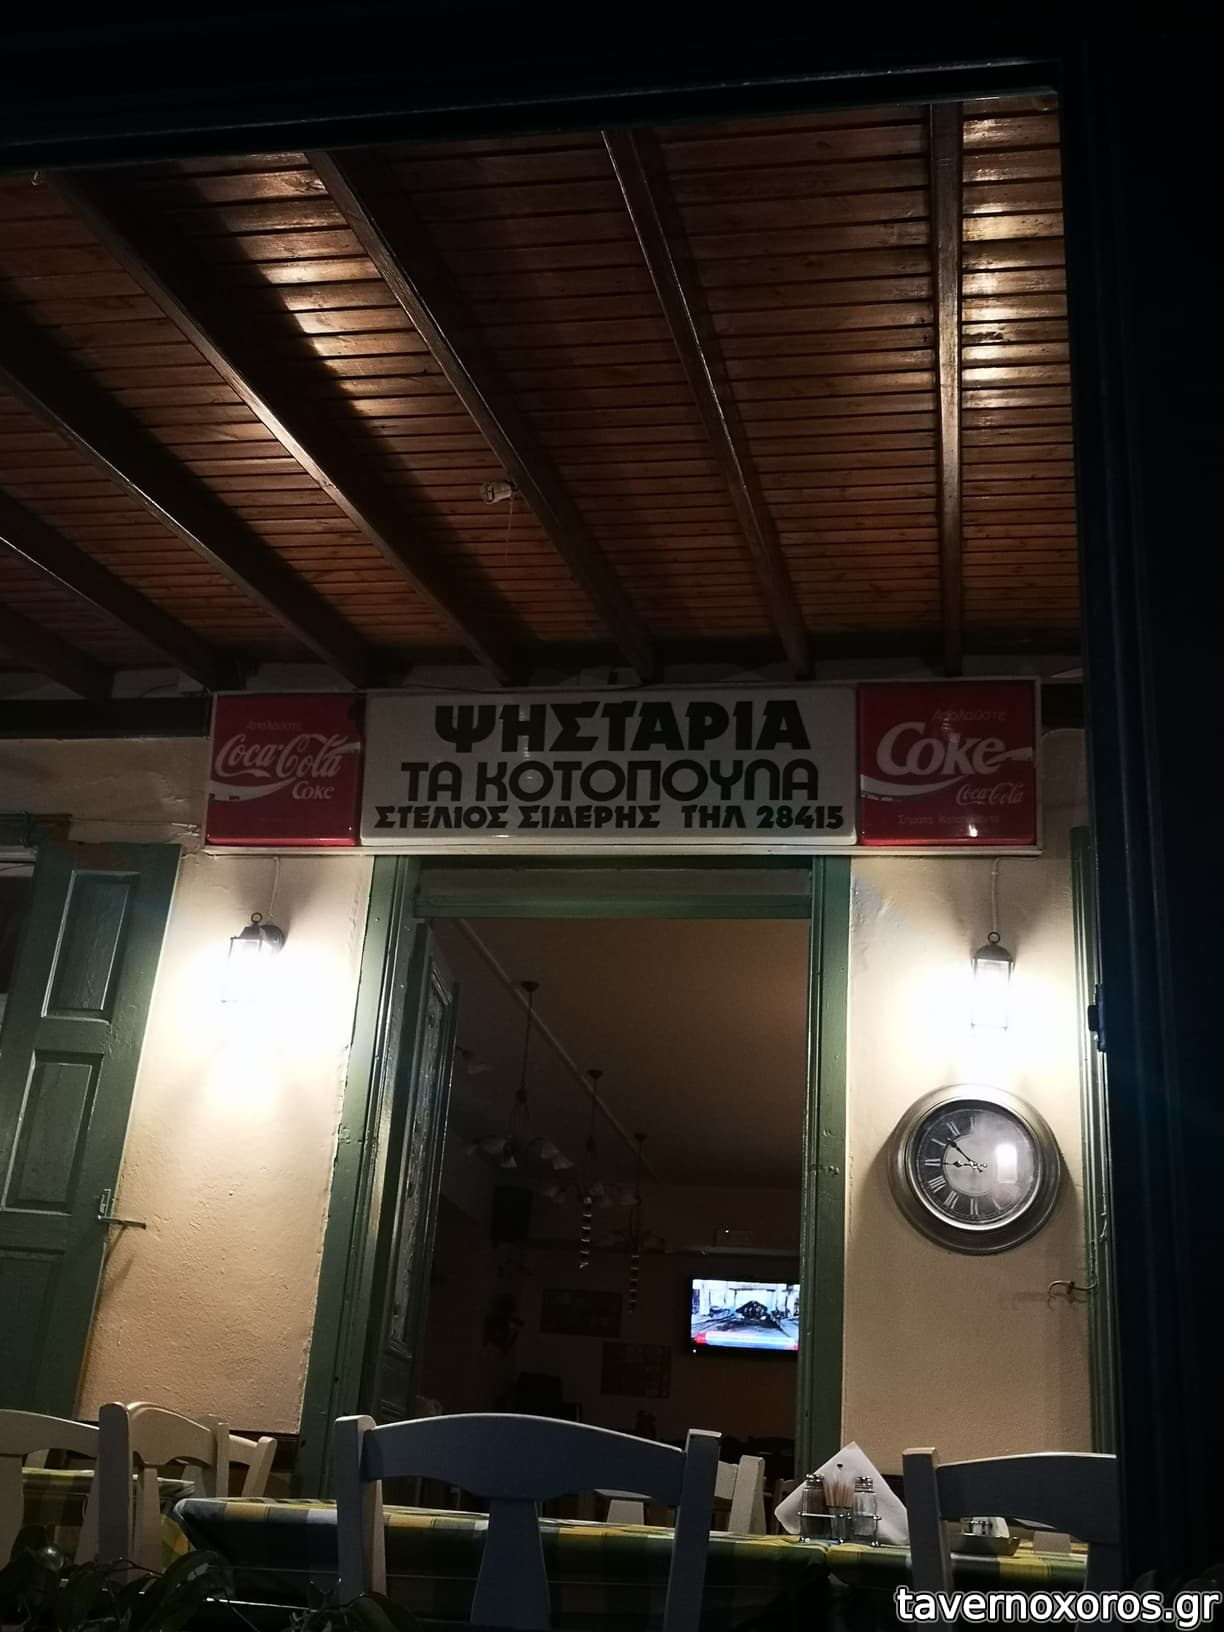 Απολαύστε
Coca-Cola
Coke
ΨΗΣΤΑΡΙΑ
ΤΑ ΚΟΤΟΠΟΥΛΑ
ΣΤΕΛΙΟΣ ΣΙΔΕΡΗΣ ΤΗΛ 28415
Απολαύστε
Coke
Coca-Cola
tavernoxoros.gr